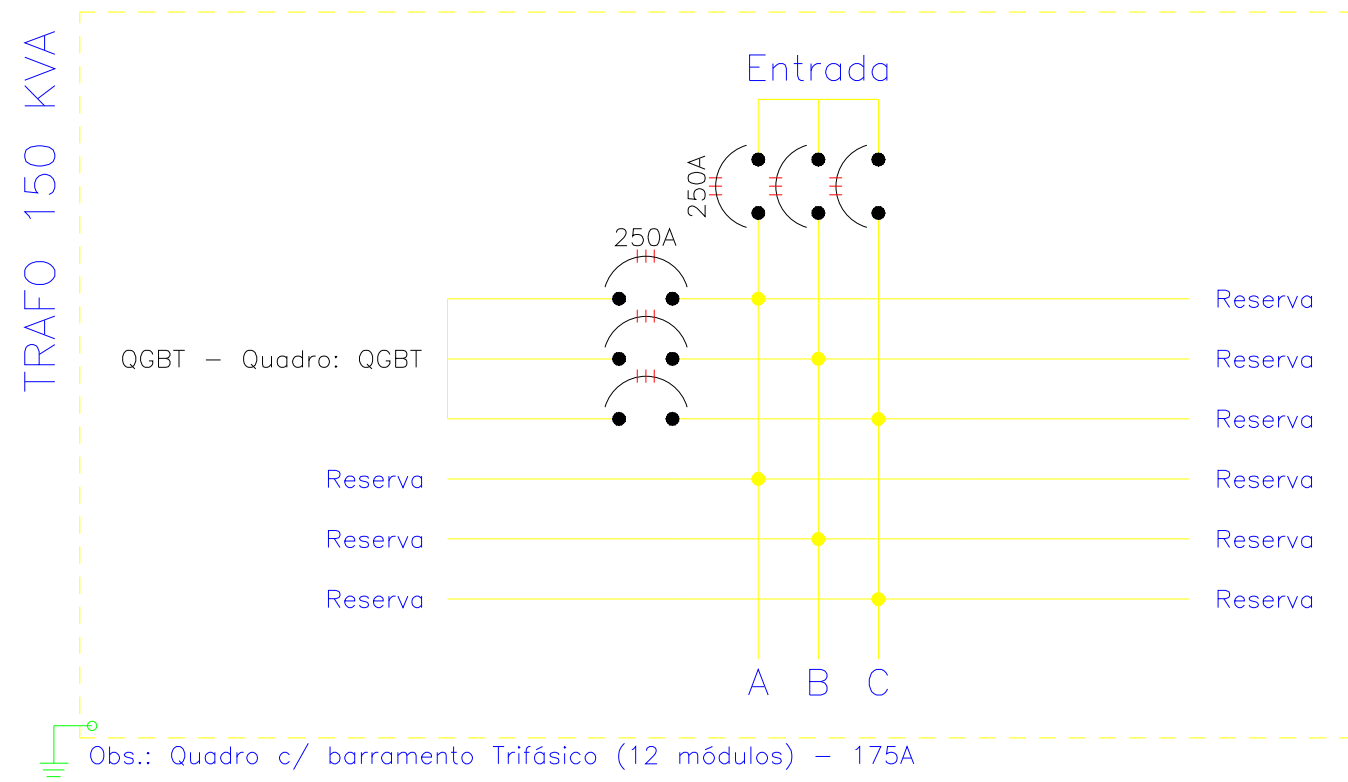 TRAFO 150 KVA
Entrada
250A
250A
Reserva
QGBT - Quadro: QGBT
Reserva
Reserva
Reserva
Reserva
Reserva
Reserva
Reserva
Reserva
A B C
Obs.: Quadro c/ barramento Trifásico (12 módulos) - 175A